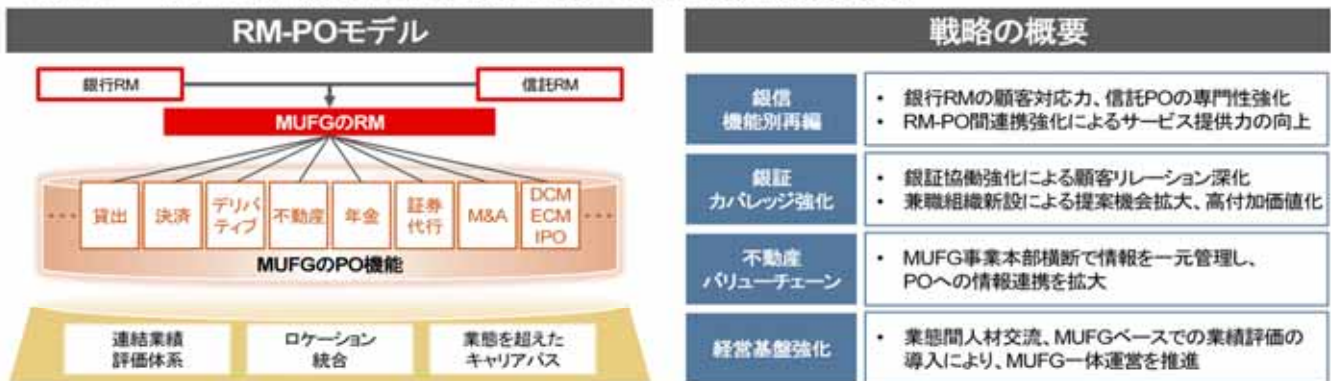 RM-POモデル
銀行RM
信託RM
MUFGのRM
・・・
貸出
決済
デリバ
ティブ
不動産
年金
証券
代行
M&A
DCM
ECM
IPO
・・・
MUFGのPO機能
連結業績
評価体系
ロケーション
統合
業態を超えた
キャリアパス
戦略の概要
銀信
機能別再編
• 銀行RMの顧客対応力、信託POの専門性強化
• RM-PO間連携強化によるサービス提供力の向上
銀証
カバレッジ強化
• 銀証協働強化による顧客リレーション深化
• 兼職組織新設による提案機会拡大、高付加価値化
不動産
バリューチェーン
• MUFG事業本部横断で情報を一元管理し、
POへの情報連携を拡大
経営基盤強化
• 業態間人材交流、MUFGベースでの業績評価の
導入により、MUFG一体運営を推進